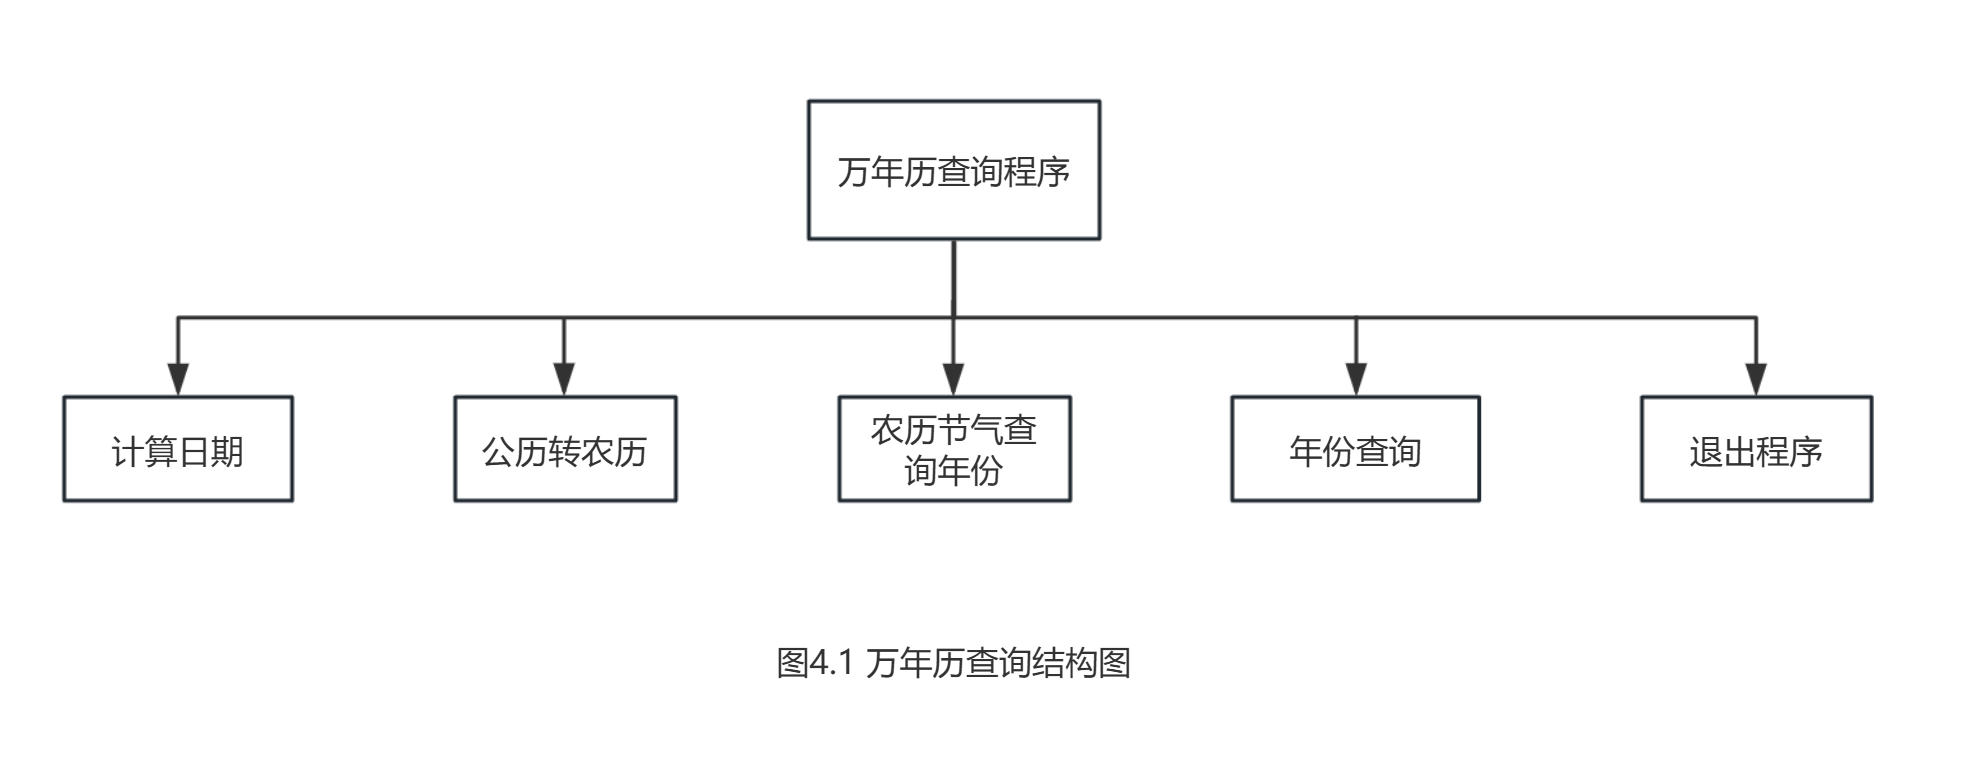 万年历查询程序
计算日期
公历转农历
农历节气查
询年份
年份查询
退出程序
图4.1 万年历查询结构图